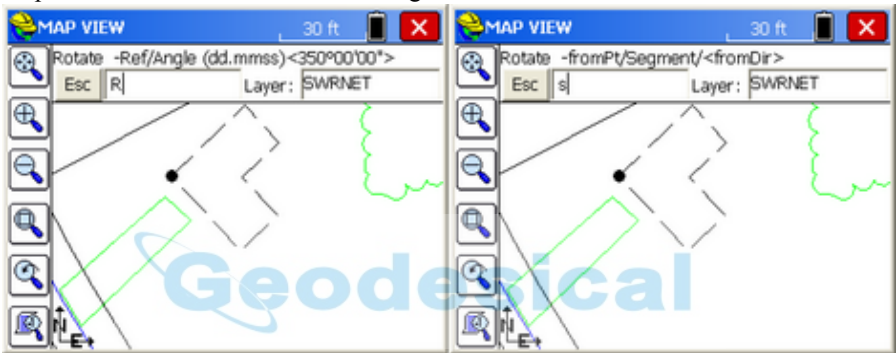 MAP VIEW
30 ft
Rotate -Ref/Angle (dd.mmss)<350°00'00">
Esc
R
Layer:
SWRNET
N
E
MAP VIEW
30 ft
Rotate -fromPt/Segment/<fromDir>
Esc
s
Layer:
SWRNET
N
E
Geodesical